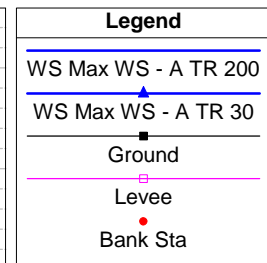 Legend
WS Max WS - A TR 200
WS Max WS - A TR 30
Ground
Levee
Bank Sta